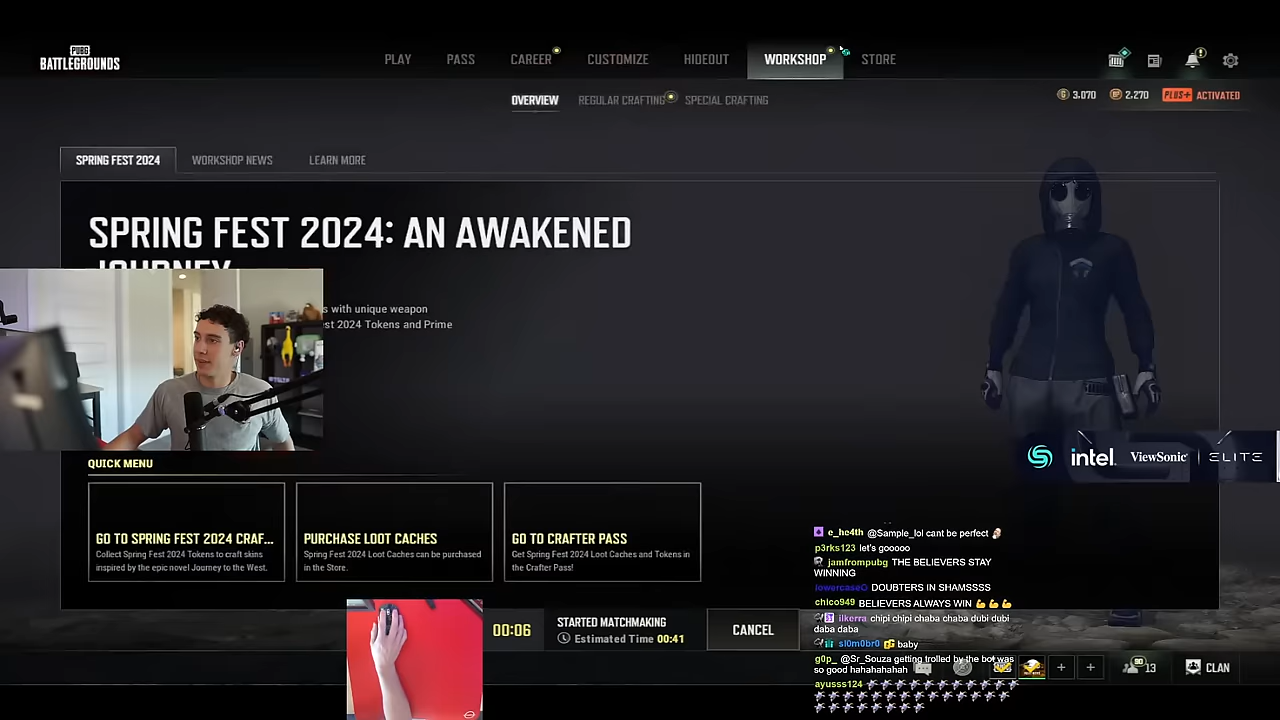 PUBG
BATTLEGROUNDS
PLAY
PASS
CAREER
CUSTOMIZE
HIDEOUT
WORKSHOP
STORE
OVERVIEW
REGULAR CRAFTING
SPECIAL CRAFTING
3,070
2,270
PLUS+ ACTIVATED
SPRING FEST 2024
WORKSHOP NEWS
LEARN MORE
SPRING FEST 2024: AN AWAKENED
JOURNEY
s with unique weapon
st 2024 Tokens and Prime
QUICK MENU
GO TO SPRING FEST 2024 CRAF...
Collect Spring Fest 2024 Tokens to craft skins
inspired by the epic novel Journey to the West.
PURCHASE LOOT CACHES
Spring Fest 2024 Loot Caches can be purchased
in the Store.
GO TO CRAFTER PASS
Get Spring Fest 2024 Loot Caches and Tokens in
the Crafter Pass!
intel.
ViewSonic
ELITE
e_he4th @Sample_lol cant be perfect
p3rks123 let's gooooo
jamfrompubg THE BELIEVERS STAY
WINNING
lowercase0 DOUBTERS IN SHAMSSSS
chico949 BELIEVERS ALWAYS WIN
ilkerra chipi chipi chaba chaba dubi dubi
daba daba
sl0m0br0 baby
g0p_ @Sr_Souza getting trolled by the bot was
so good hahahahahah
ayusss124
00:06
STARTED MATCHMAKING
Estimated Time 00:41
CANCEL
13
CLAN